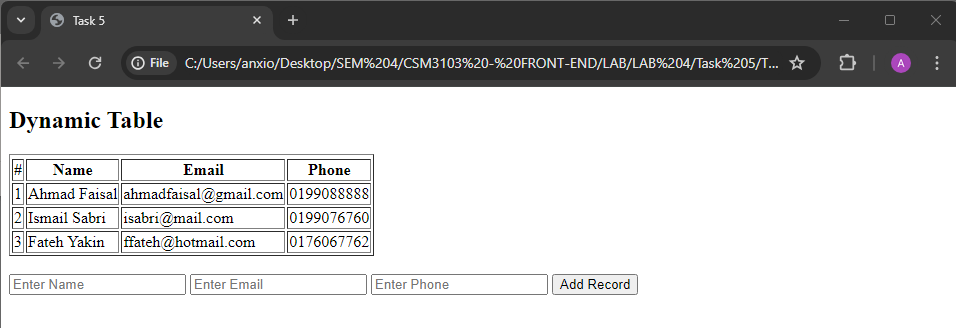 Task 5
File C:/Users/anxio/Desktop/SEM%204/CSM3103%20-%20FRONT-END/LAB/LAB%204/Task%205/T... A
Dynamic Table
# Name Email Phone
1 Ahmad Faisal ahmadfaisal@gmail.com 0199088888
2 Ismail Sabri isabri@mail.com 0199076760
3 Fateh Yakin ffateh@hotmail.com 0176067762
Enter Name Enter Email Enter Phone Add Record